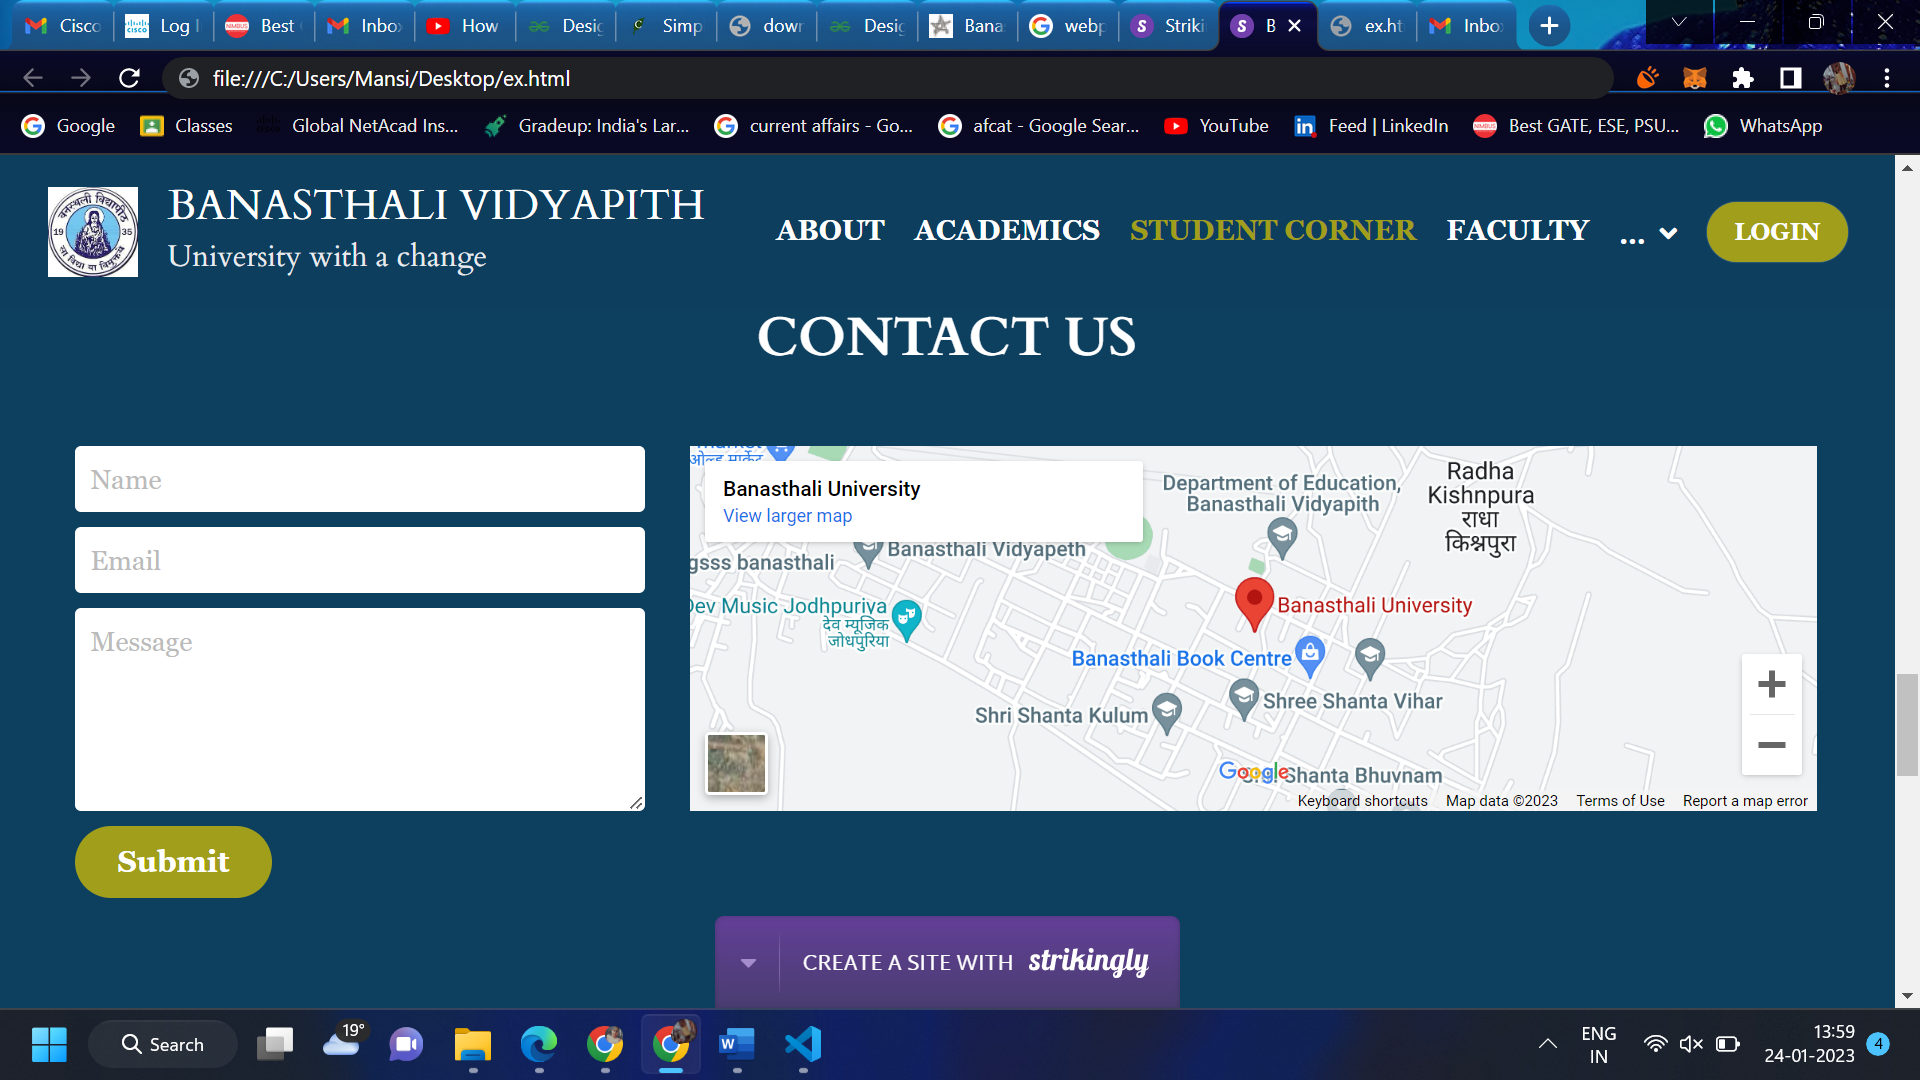 Cisco Log I Best Inbo How Desig Simp dowr Desig Bana webp Striki B ex.ht Inbo
file:///C:/Users/Mansi/Desktop/ex.html
Google Classes Global NetAcad Ins... Gradeup: India's Lar... current affairs - Go... afcat - Google Sear... YouTube Feed | LinkedIn Best GATE, ESE, PSU... WhatsApp
BANASTHALI VIDYAPITH
University with a change
ABOUT ACADEMICS STUDENT CORNER FACULTY ... LOGIN
CONTACT US
Name
Email
Message
Submit
ओल्ड मार्केट
Banasthali University
View larger map
Department of Education,
Banasthali Vidyapith
Radha
Kishnpura
राधा
किश्नपुरा
Banasthali Vidyapeth
gsss banasthali
Dev Music Jodhpuriya
देव म्यूजिक
जोधपुरिया
Banasthali University
Banasthali Book Centre
Shree Shanta Vihar
Shri Shanta Kulum
Google
Shanta Bhuvnam
Keyboard shortcuts Map data ©2023 Terms of Use Report a map error
CREATE A SITE WITH strikingly
Search
19°
ENG
IN
13:59
24-01-2023
4